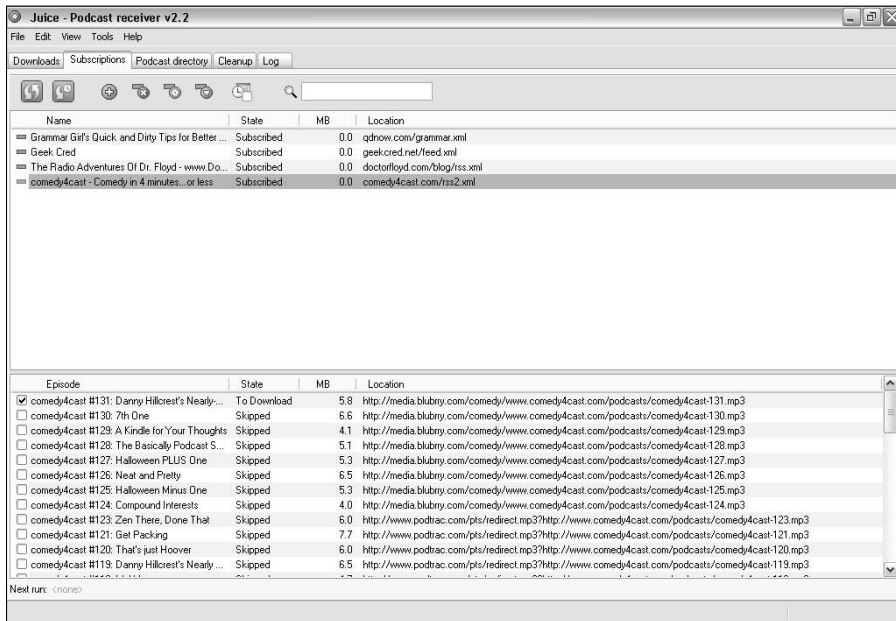 Juice - Podcast receiver v2.2
File Edit View Tools Help
Downloads Subscriptions Podcast directory Cleanup Log
Name State MB Location
Grammar Girl's Quick and Dirty Tips for Better ... Subscribed 0.0 qdnow.com/grammar.xml
Geek Cred Subscribed 0.0 geekcred.net/feed.xml
The Radio Adventures Of Dr. Floyd - www.Do... Subscribed 0.0 doctorfloyd.com/blog/rss.xml
comedy4cast - Comedy in 4 minutes...or less Subscribed 0.0 comedy4cast.com/rss2.xml
Episode State MB Location
comedy4cast #131: Danny Hillcrest's Nearly-... To Download 5.8 http://media.blubrry.com/comedy/www.comedy4cast.com/podcasts/comedy4cast-131.mp3
comedy4cast #130: 7th One Skipped 6.6 http://media.blubrry.com/comedy/www.comedy4cast.com/podcasts/comedy4cast-130.mp3
comedy4cast #129: A Kindle for Your Thoughts Skipped 4.1 http://media.blubrry.com/comedy/www.comedy4cast.com/podcasts/comedy4cast-129.mp3
comedy4cast #128: The Basically Podcast S... Skipped 5.1 http://media.blubrry.com/comedy/www.comedy4cast.com/podcasts/comedy4cast-128.mp3
comedy4cast #127: Halloween PLUS One Skipped 5.3 http://media.blubrry.com/comedy/www.comedy4cast.com/podcasts/comedy4cast-127.mp3
comedy4cast #126: Neat and Pretty Skipped 6.5 http://media.blubrry.com/comedy/www.comedy4cast.com/podcasts/comedy4cast-126.mp3
comedy4cast #125: Halloween Minus One Skipped 5.3 http://media.blubrry.com/comedy/www.comedy4cast.com/podcasts/comedy4cast-125.mp3
comedy4cast #124: Compound Interests Skipped 4.0 http://media.blubrry.com/comedy/www.comedy4cast.com/podcasts/comedy4cast-124.mp3
comedy4cast #123: Zen There, Done That Skipped 6.0 http://www.podtrac.com/pts/redirect.mp3?http://www.comedy4cast.com/podcasts/comedy4cast-123.mp3
comedy4cast #121: Get Packing Skipped 7.7 http://www.podtrac.com/pts/redirect.mp3?http://www.comedy4cast.com/podcasts/comedy4cast-121.mp3
comedy4cast #120: That's just Hoover Skipped 6.0 http://www.podtrac.com/pts/redirect.mp3?http://www.comedy4cast.com/podcasts/comedy4cast-120.mp3
comedy4cast #119: Danny Hillcrest's Nearly ... Skipped 6.5 http://www.podtrac.com/pts/redirect.mp3?http://www.comedy4cast.com/podcasts/comedy4cast-119.mp3
Next run: <none>